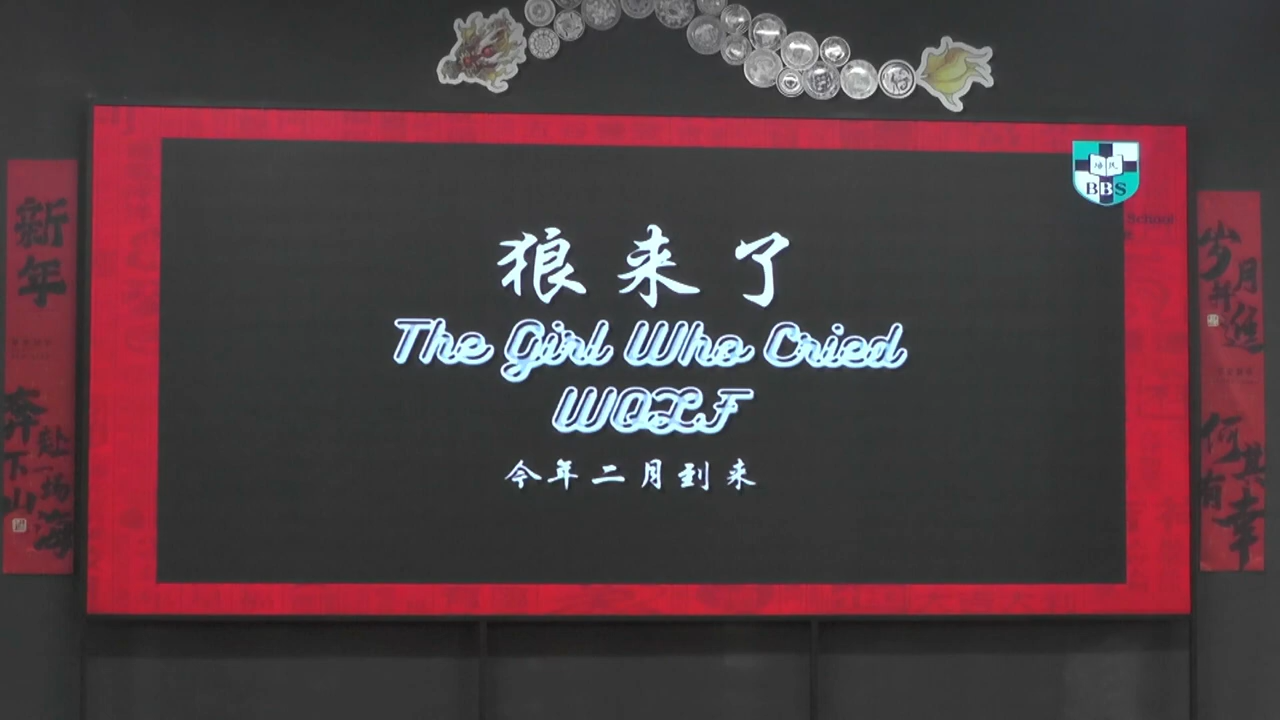 新年
奔下山
赴一场海
狼来了
The Girl Who Cried
WOLF
今年二月到来
BBS
School
岁月
进
何其有幸